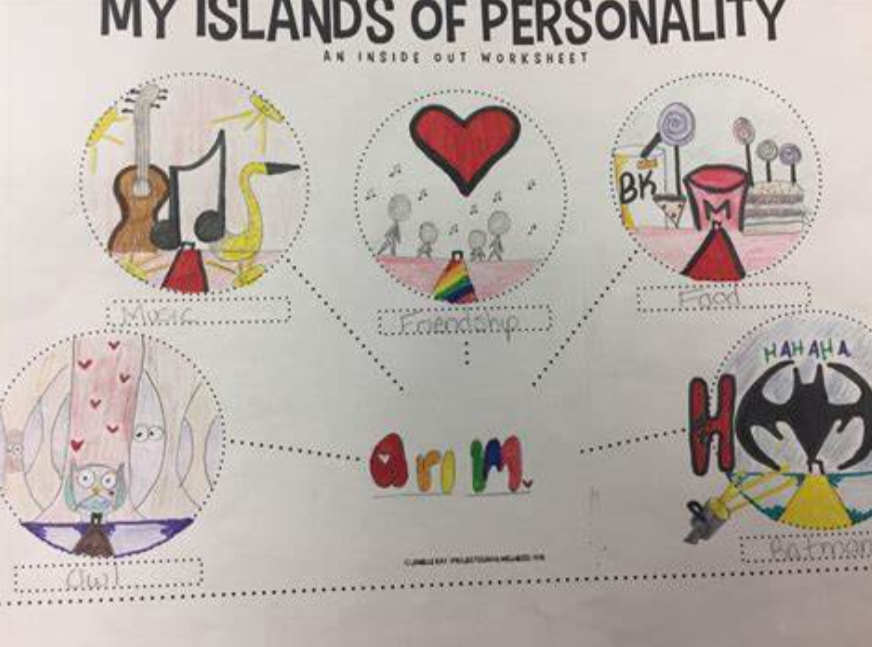 MY ISLANDS OF PERSONALITY
AN INSIDE OUT WORKSHEET
BK
M
Music
Friendship
Food
HAHAHA
H
ari m.
Owl
Batman